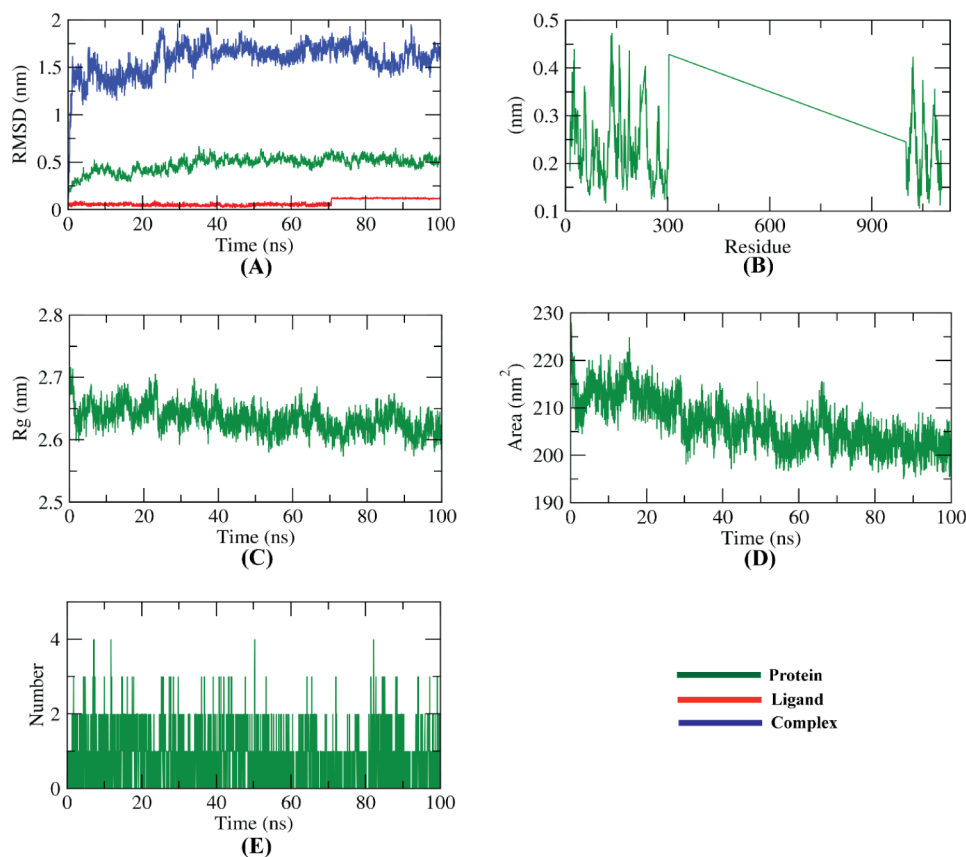 2
1.5
1
0.5
0
RMSD (nm)
0 20 40 60 80 100
Time (ns)
(A)
0.5
0.4
0.3
0.2
0.1
(nm)
0 300 600 900
Residue
(B)
2.8
2.7
2.6
2.5
Rg (nm)
0 20 40 60 80 100
Time (ns)
(C)
230
220
210
200
190
Area (nm²)
0 20 40 60 80 100
Time (ns)
(D)
4
2
0
Number
0 20 40 60 80 100
Time (ns)
(E)
Protein
Ligand
Complex